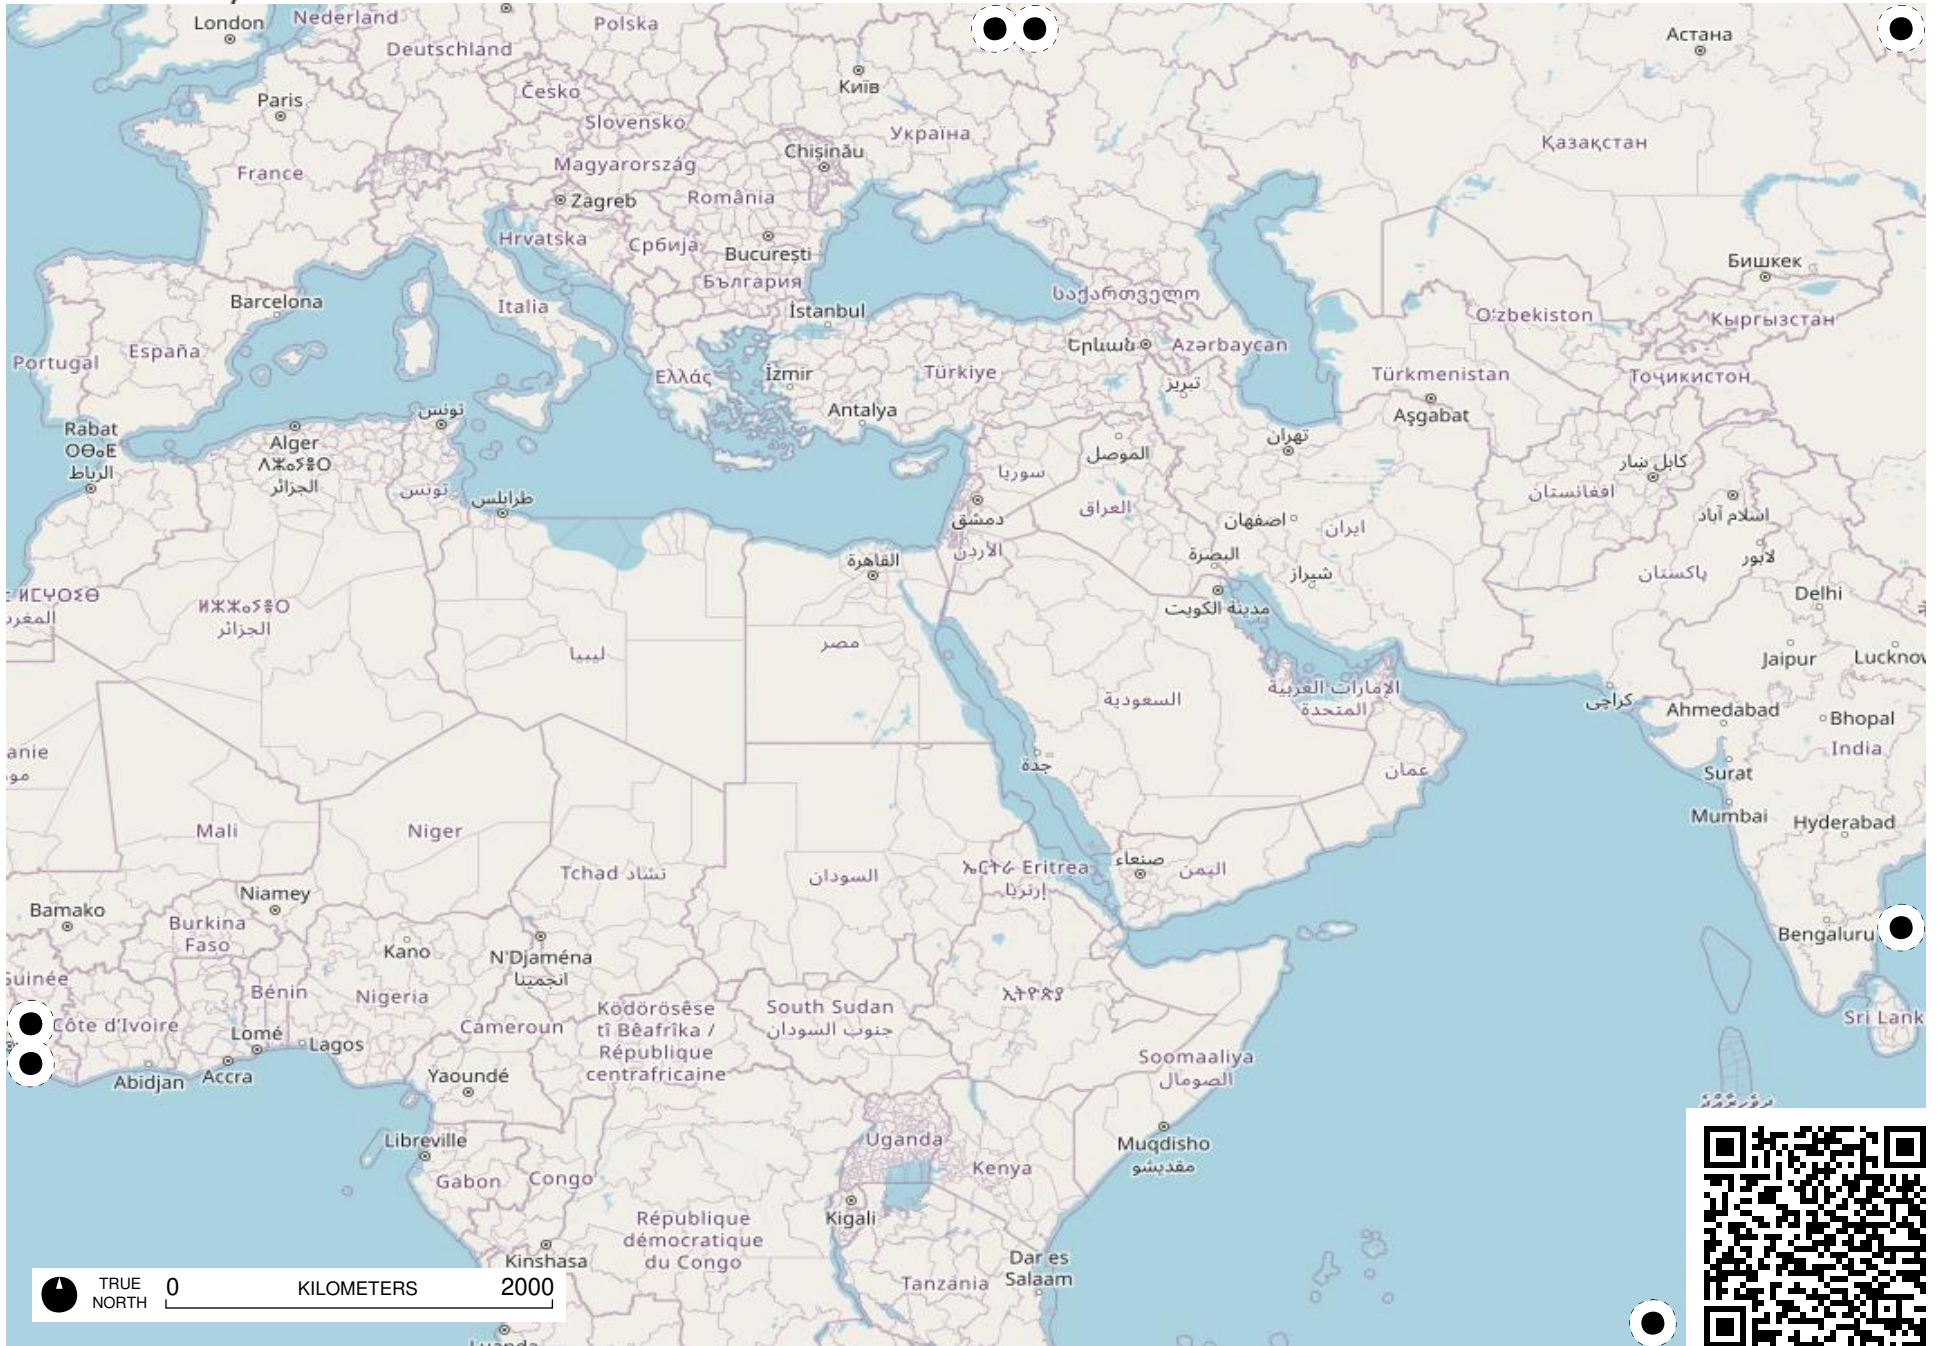 London
Nederland
Polska
Астана
Deutschland
Київ
Česko
Paris
Slovensko
Україна
Қазақстан
Chișinău
Magyarország
France
Zagreb
România
Hrvatska
Србија
București
Бишкек
България
Barcelona
Italia
İstanbul
საქართველო
O'zbekiston
Кыргызстан
España
Portugal
Երևան
Azərbaycan
Ελλάς
İzmir
Türkiye
تبریز
Türkmenistan
Тоҷикистон
تونس
Antalya
Aşgabat
Rabat
ⵔⴱⴰⵟ
الرباط
Alger
ⴷⵣⴰⵢⴻⵔ
الجزائر
تهران
الموصل
کابل ښار
سوريا
تونس
طرابلس
افغانستان
العراق
دمشق
اصفهان
ایران
اسلام آباد
الأردن
القاهرة
البصرة
لاہور
شیراز
پاکستان
Delhi
مدينة الكويت
ⵍⵣⵣⴰⵢⴻⵔ
الجزائر
مصر
ليبيا
Jaipur
السعودية
الإمارات العربية
المتحدة
كراچى
Ahmedabad
Bhopal
India
جدة
عمان
Surat
Mumbai
Hyderabad
Mali
Niger
صنعاء
اليمن
Tchad تشاد
السودان
ኤርትራ Eritrea
إرتريا
Niamey
Bamako
Burkina
Faso
Kano
N'Djaména
انجمينا
Bengaluru
Bénin
Nigeria
ኢትዮጵያ
Ködörösêse
tî Bêafrîka /
République
centrafricaine
South Sudan
جنوب السودان
Côte d'Ivoire
Cameroun
Lomé
Lagos
Soomaaliya
الصومال
Abidjan
Accra
Yaoundé
Libreville
Uganda
Muqdisho
مقديشو
Kenya
Gabon
Congo
Kigali
République
démocratique
du Congo
Kinshasa
Dar es
Salaam
Tanzania
TRUE
NORTH
0 KILOMETERS 2000